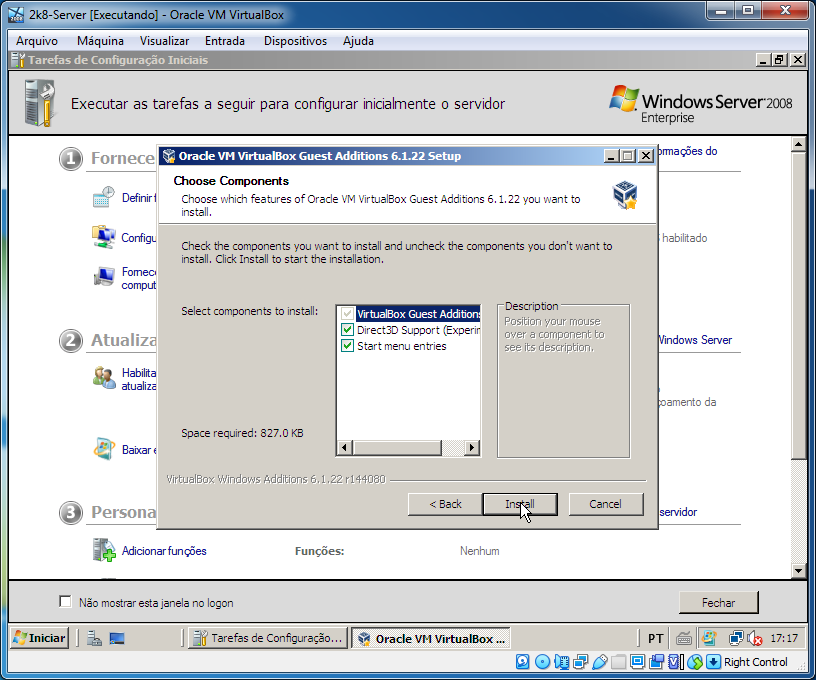 2k8-Server [Executando] - Oracle VM VirtualBox
Arquivo Máquina Visualizar Entrada Dispositivos Ajuda
Tarefas de Configuração Iniciais
Executar as tarefas a seguir para configurar inicialmente o servidor
Windows Server 2008
Enterprise
1 Fornece
ormações do
Oracle VM VirtualBox Guest Additions 6.1.22 Setup
Choose Components
Choose which features of Oracle VM VirtualBox Guest Additions 6.1.22 you want to
install.
Definir
Configu
habilitado
Fornece
comput
Check the components you want to install and uncheck the components you don't want to
install. Click Install to start the installation.
Select components to install:
VirtualBox Guest Additions
Direct3D Support (Experin
Start menu entries
Description
Position your mouse
over a component to
see its description.
2 Atualiza
Windows Server
Habilita
atualiza
çoamento da
Space required: 827.0 KB
Baixar e
VirtualBox Windows Additions 6.1.22 r144080
< Back Install Cancel
3 Persona
servidor
Adicionar funções Funções: Nenhum
Não mostrar esta janela no logon
Fechar
Iniciar Tarefas de Configuração... Oracle VM VirtualBox ... PT 17:17
Right Control